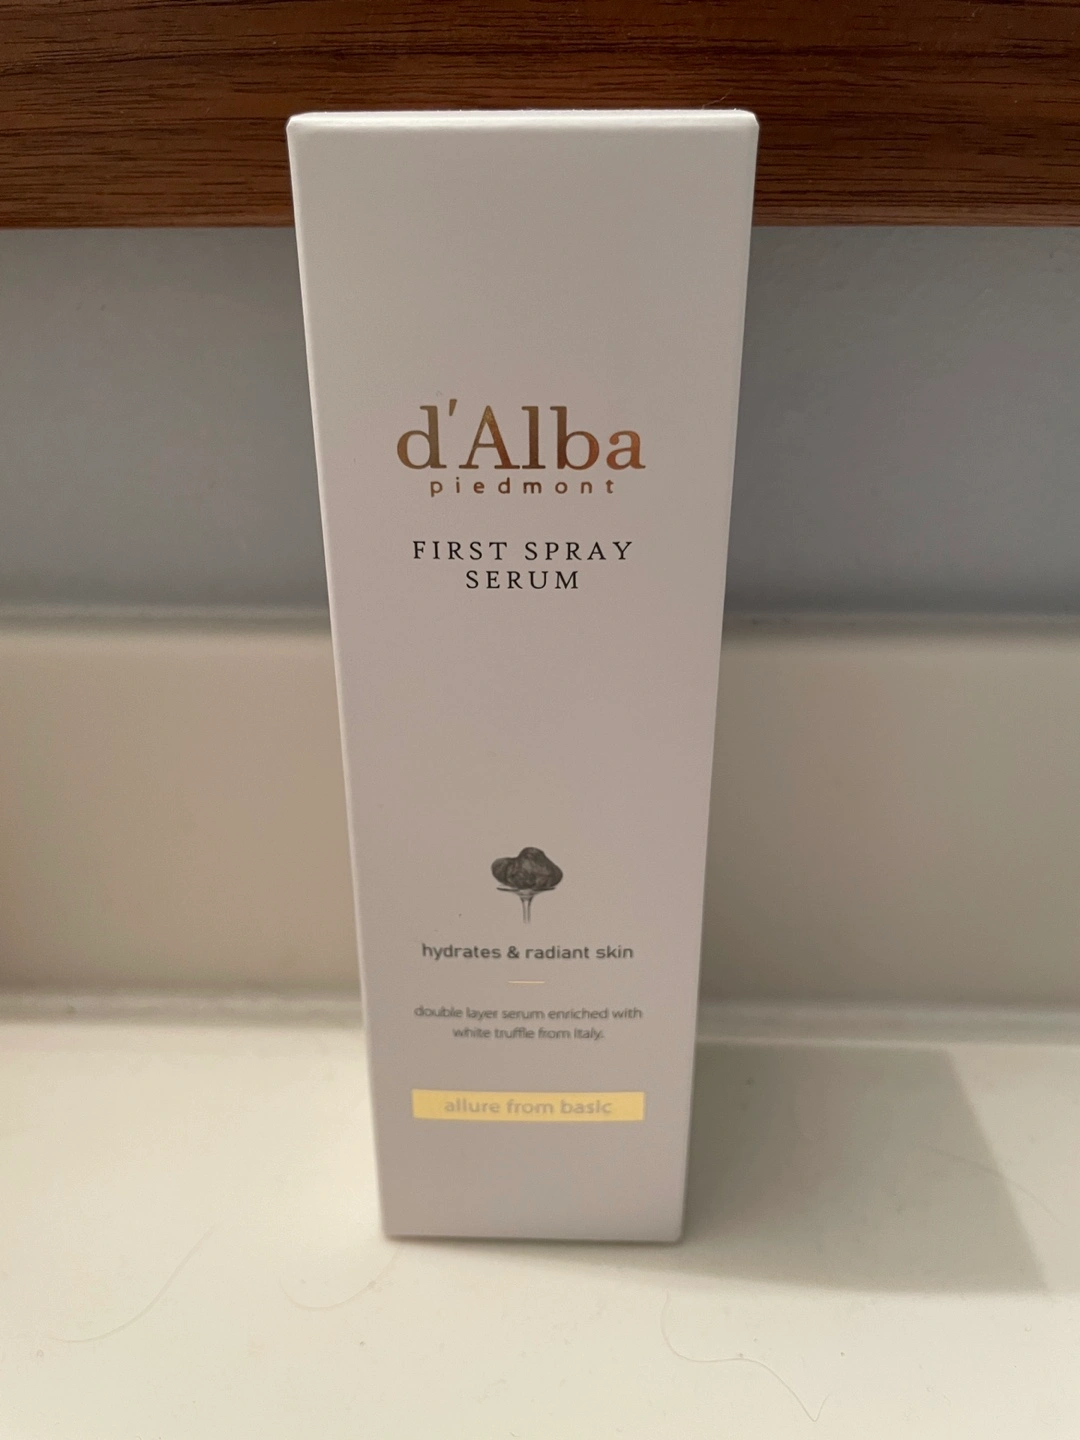 d'Alba
piedmont
FIRST SPRAY
SERUM
hydrates & radiant skin
double layer serum enriched with
white truffle from Italy.
allure from basic